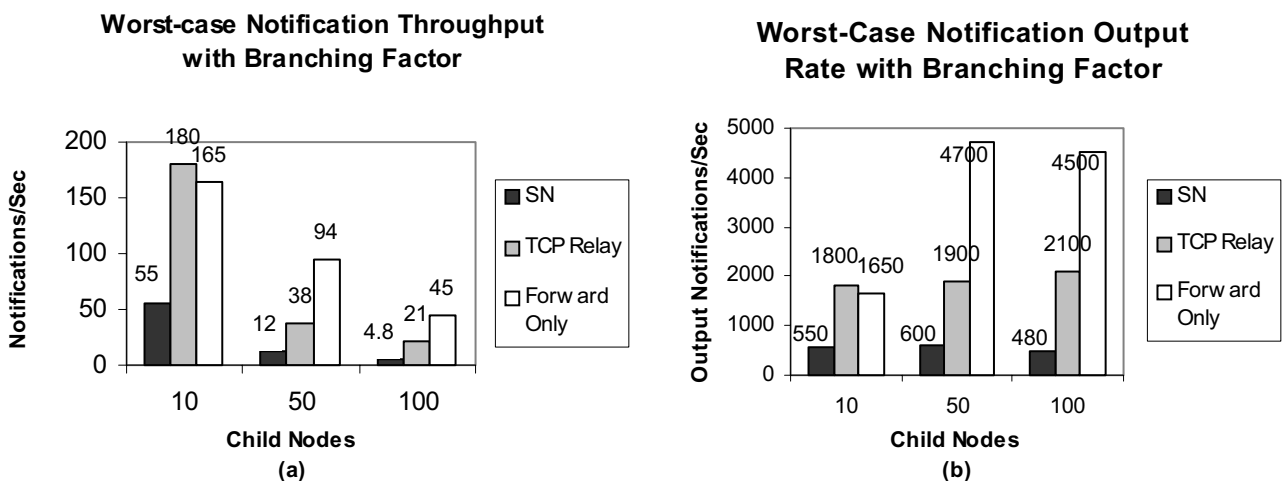 Worst-case Notification Throughput
with Branching Factor
Notifications/Sec
200
150
100
50
0
180
165
55
94
38
12
45
21
4.8
10
50
100
Child Nodes
(a)
SN
TCP Relay
Forw ard
Only
Worst-Case Notification Output
Rate with Branching Factor
Output Notifications/Sec
5000
4000
3000
2000
1000
0
550
1800
1650
600
1900
4700
480
2100
4500
10
50
100
Child Nodes
(b)
SN
TCP Relay
Forw ard
Only